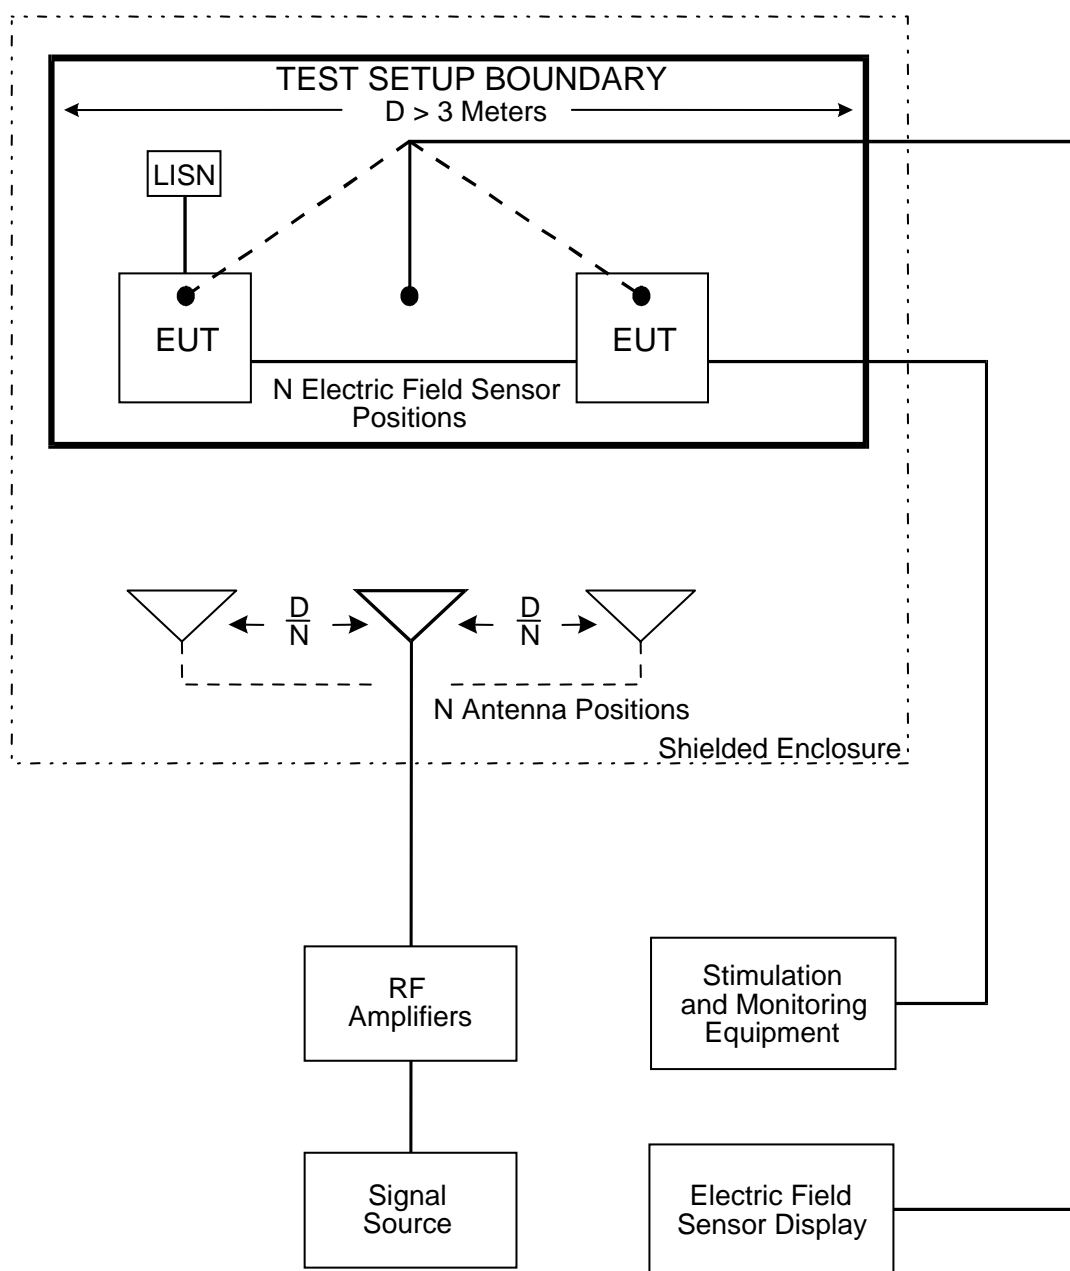 TEST SETUP BOUNDARY
D > 3 Meters
LISN
EUT
EUT
N Electric Field Sensor
Positions
D
N
D
N
N Antenna Positions
Shielded Enclosure
RF
Amplifiers
Stimulation
and Monitoring
Equipment
Signal
Source
Electric Field
Sensor Display